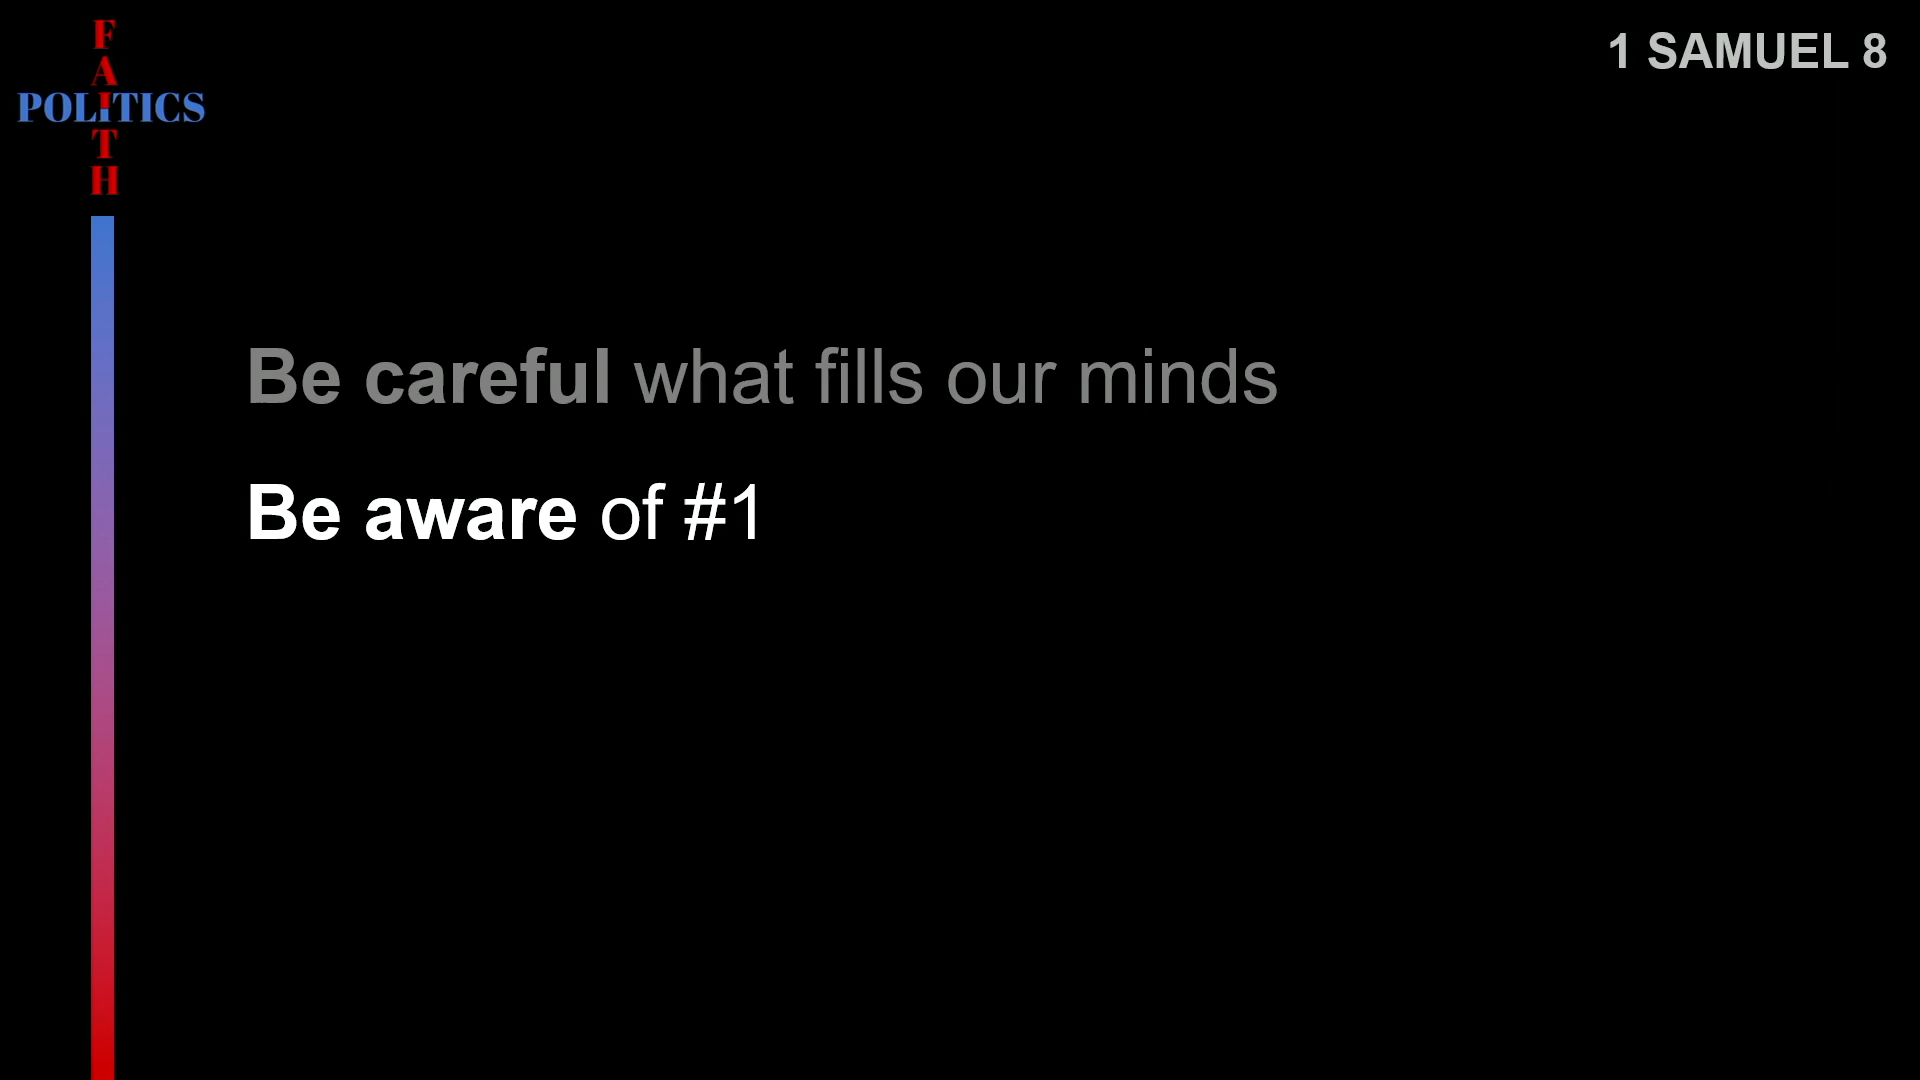 FAITH
POLITICS
1 SAMUEL 8
Be careful what fills our minds
Be aware of #1